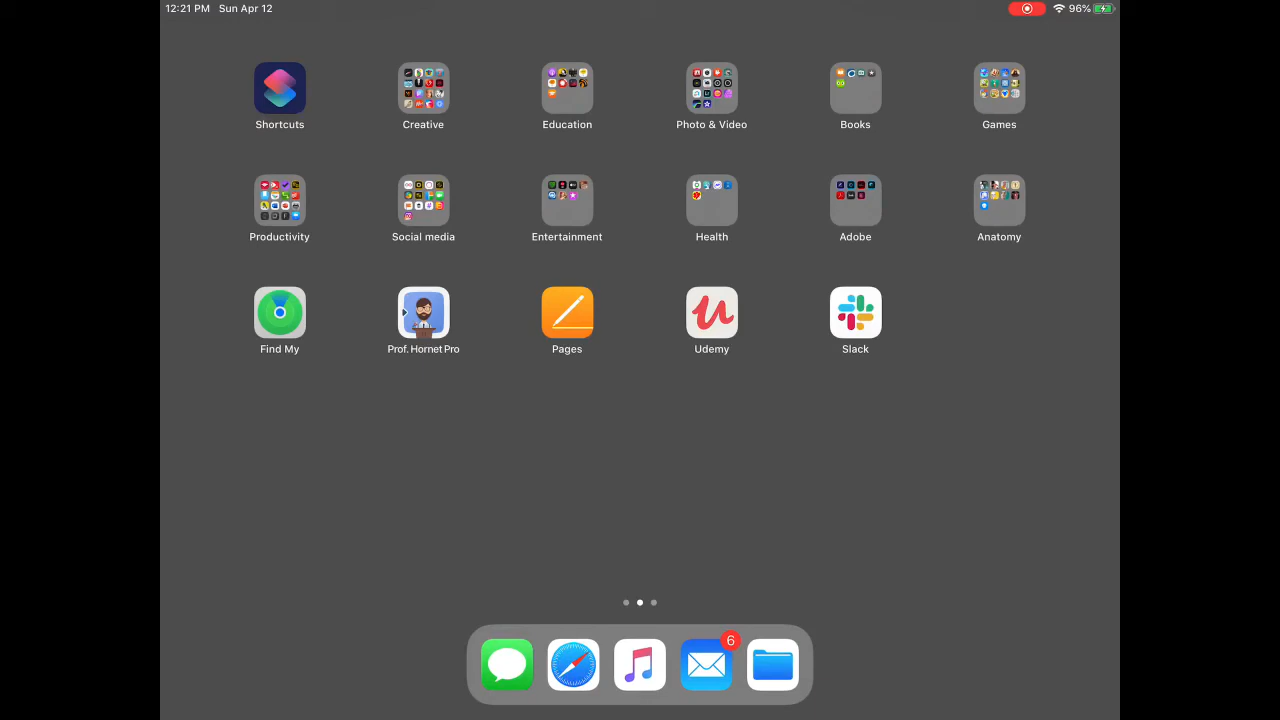 12:21 PM Sun Apr 12 96%
Shortcuts Creative Education Photo & Video Books Games
Productivity Social media Entertainment Health Adobe Anatomy
Find My Prof. Hornet Pro Pages Udemy Slack
6